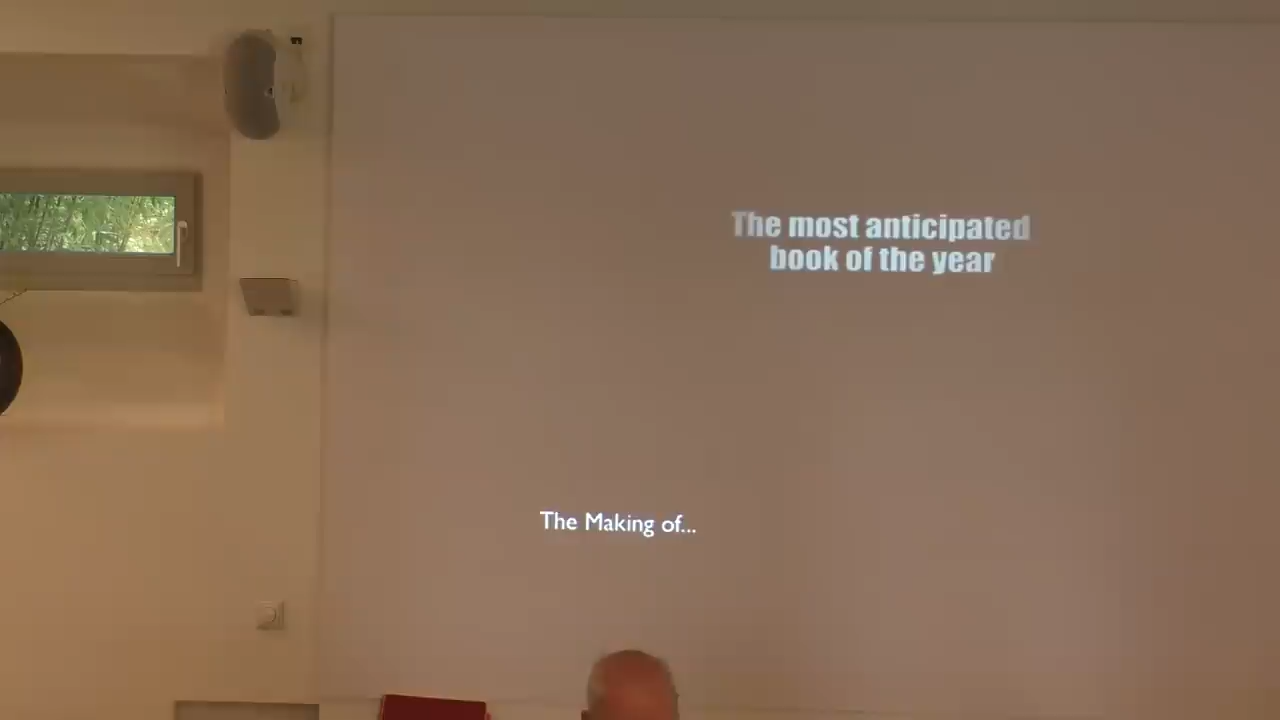 The most anticipated
book of the year
The Making of...